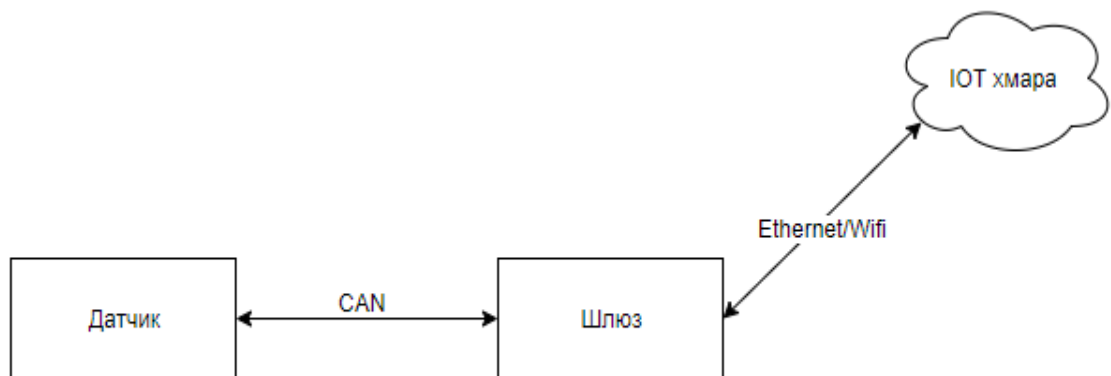 IOT хмара
Ethernet/Wifi
CAN
Датчик
Шлюз